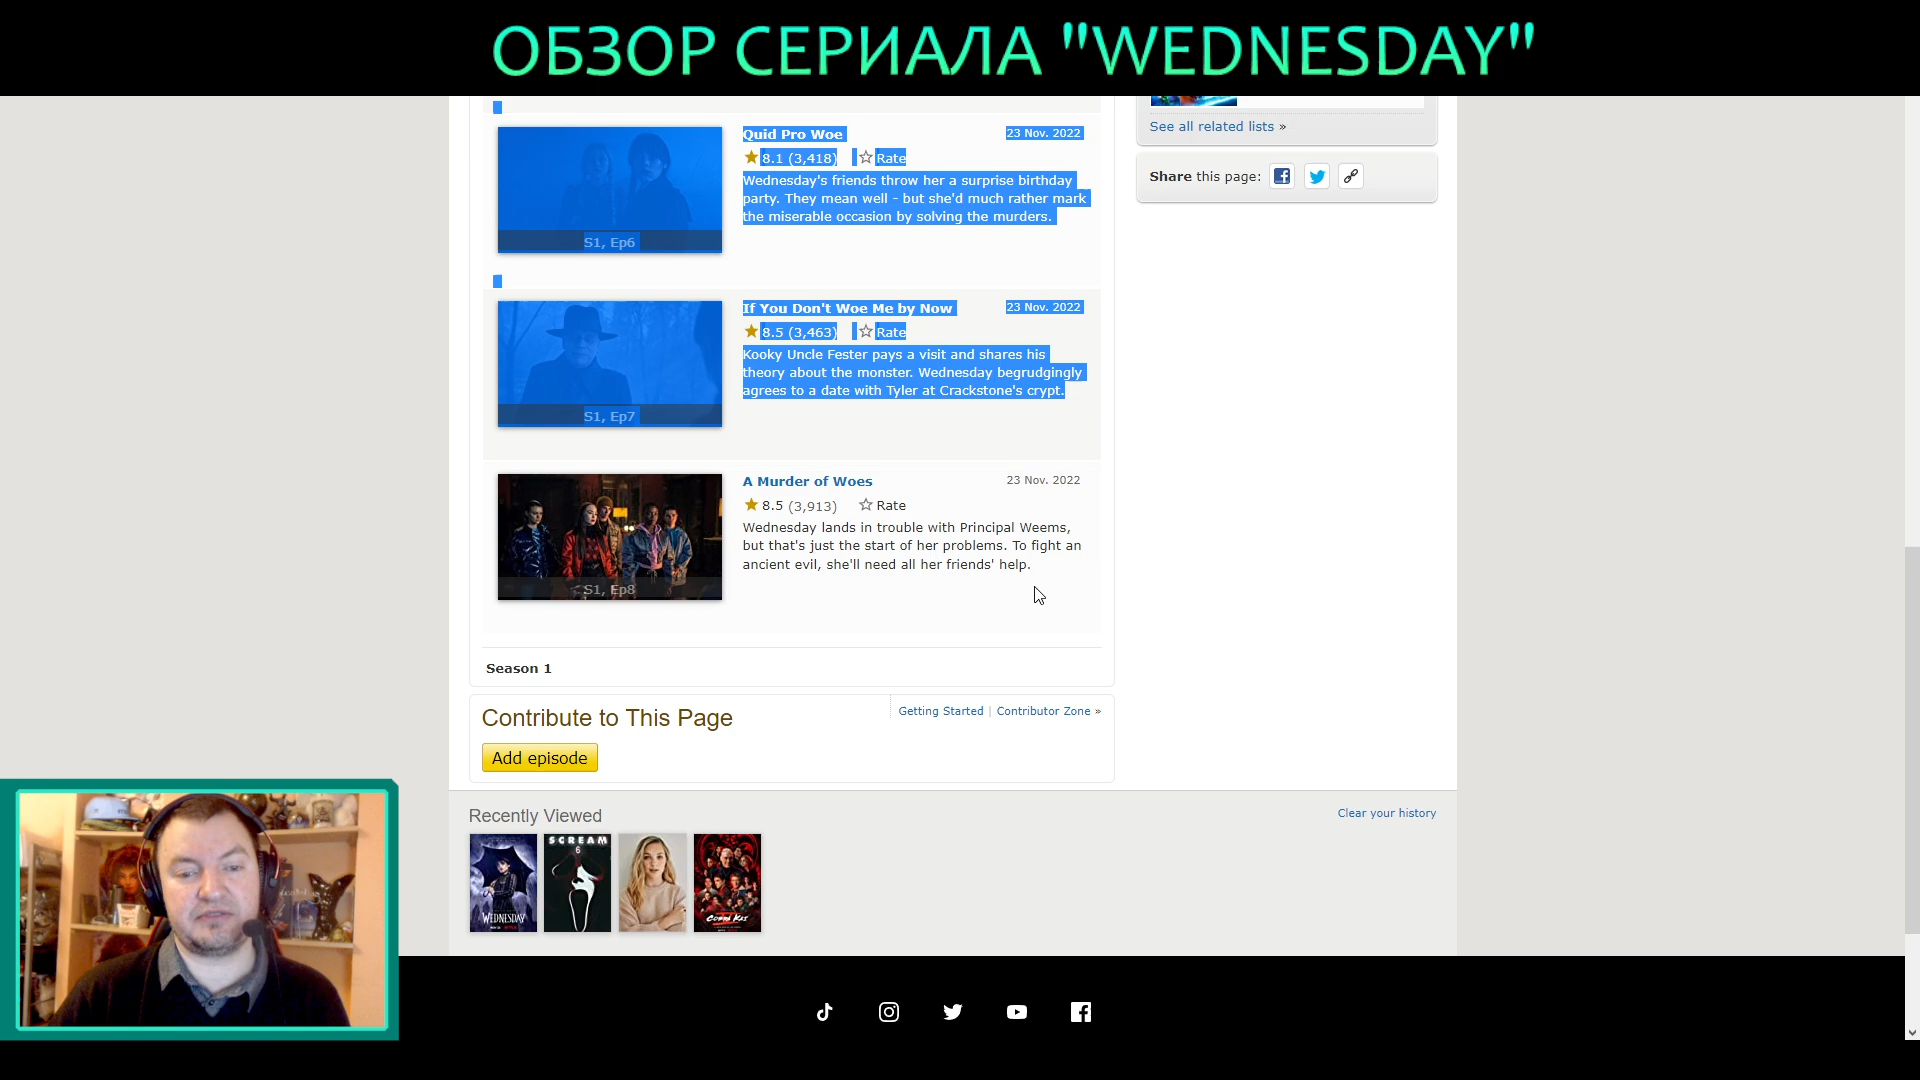 ОБЗОР СЕРИАЛА "WEDNESDAY"
See all related lists »
Share this page:
Quid Pro Woe
23 Nov. 2022
8.1 (3,418)
Rate
Wednesday's friends throw her a surprise birthday
party. They mean well - but she'd much rather mark
the miserable occasion by solving the murders.
S1, Ep6
If You Don't Woe Me by Now
23 Nov. 2022
8.5 (3,463)
Rate
Kooky Uncle Fester pays a visit and shares his
theory about the monster. Wednesday begrudgingly
agrees to a date with Tyler at Crackstone's crypt.
S1, Ep7
A Murder of Woes
23 Nov. 2022
8.5 (3,913)
Rate
Wednesday lands in trouble with Principal Weems,
but that's just the start of her problems. To fight an
ancient evil, she'll need all her friends' help.
S1, Ep8
Season 1
Contribute to This Page
Getting Started | Contributor Zone »
Add episode
Recently Viewed
Clear your history
WEDNESDAY
SCREAM
6
COBRA KAI